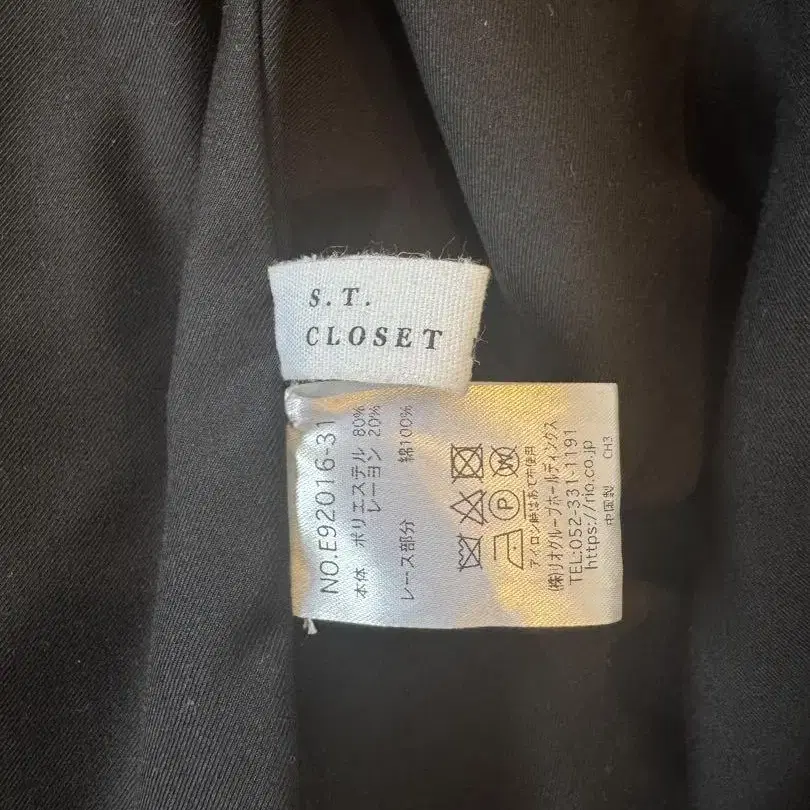 S. T.
CLOSET
NO.E92016-31
本体 ポリエステル 80%
レーヨン 20%
レース部分 綿100%
P W
アイロン時はあて布使用
(株)リオグループホールディングス
TEL:052-331-1191
https://rio.co.jp
中国製 CH3